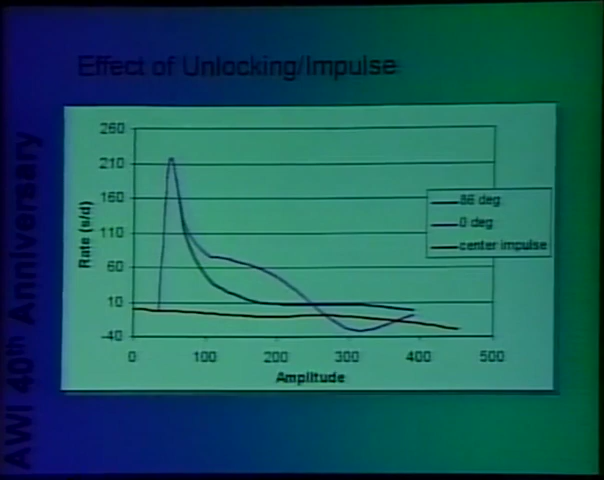 Effect of Unlocking/Impulse
AWI 40th Anniversary
260
210
160
110
60
10
-40
Rate (s/d)
0 100 200 300 400 500
Amplitude
86 deg
0 deg
center impulse